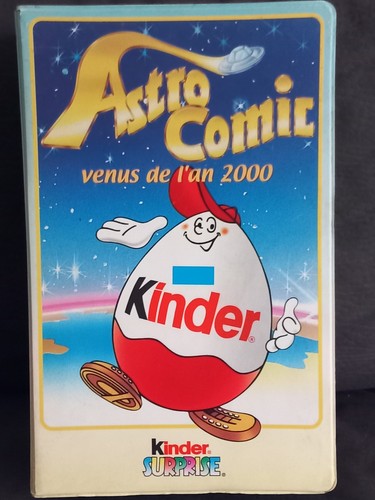 Astro
Comic
venus de l'an 2000
Kinder®
Kinder®
SURPRISE®